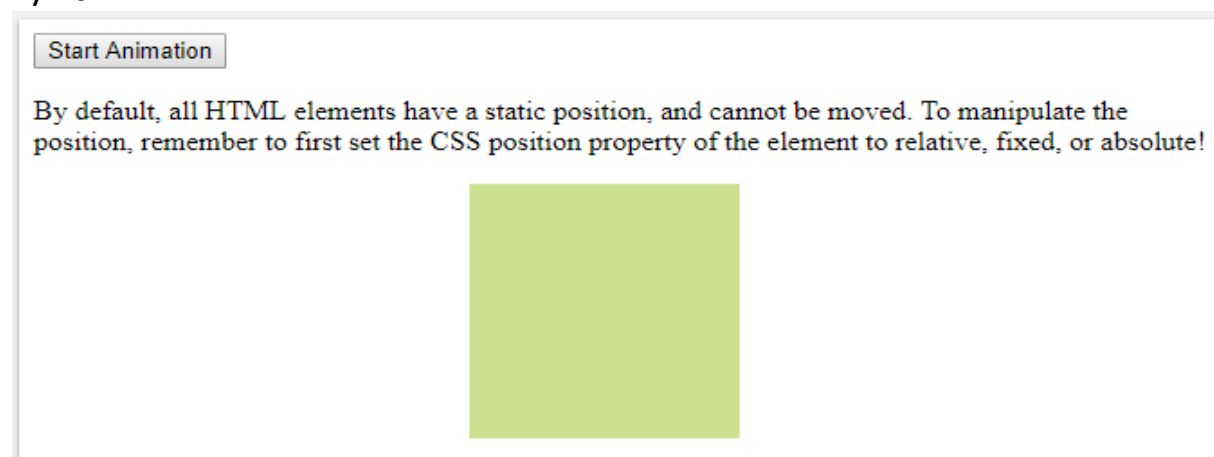 Start Animation
By default, all HTML elements have a static position, and cannot be moved. To manipulate the
position, remember to first set the CSS position property of the element to relative, fixed, or absolute!